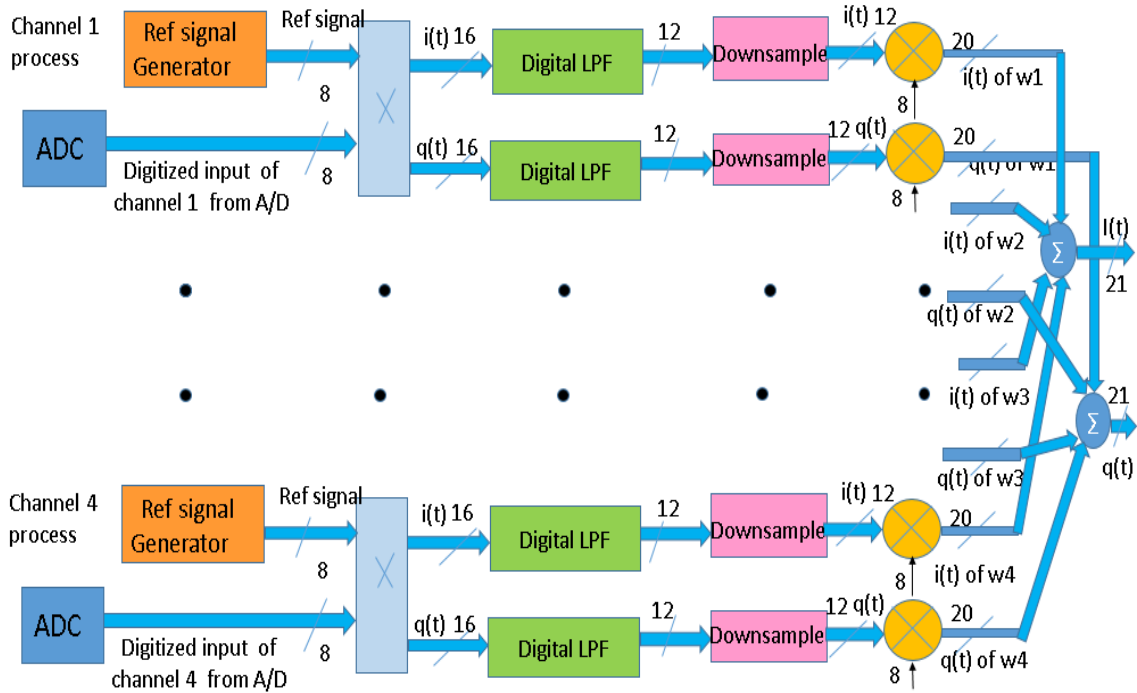 Channel 1
process
Ref signal
Generator
Ref signal
8
ADC
Digitized input of
channel 1 from A/D
8
i(t) 16
q(t) 16
Digital LPF
Digital LPF
12
12
Downsample
Downsample
i(t) 12
12 q(t)
8
8
20
i(t) of w1
20
q(t) of w1
i(t) of w2
q(t) of w2
i(t) of w3
q(t) of w3
Σ
I(t)
21
Σ
21
q(t)
Channel 4
process
Ref signal
Generator
Ref signal
8
ADC
Digitized input of
channel 4 from A/D
8
i(t) 16
q(t) 16
Digital LPF
Digital LPF
12
12
Downsample
Downsample
i(t) 12
12 q(t)
8
8
20
i(t) of w4
20
q(t) of w4